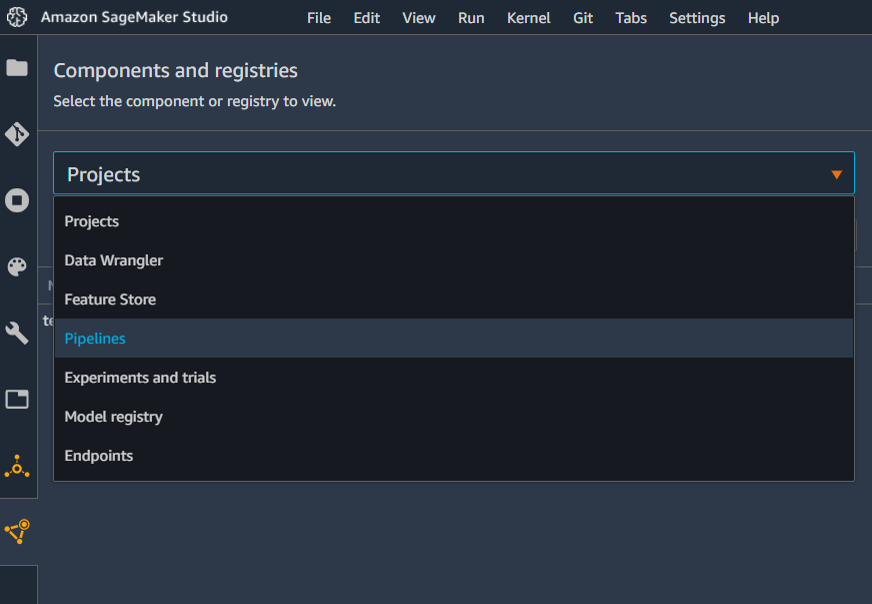 Amazon SageMaker Studio File Edit View Run Kernel Git Tabs Settings Help
Components and registries
Select the component or registry to view.
Projects
Projects
Data Wrangler
Feature Store
Pipelines
Experiments and trials
Model registry
Endpoints